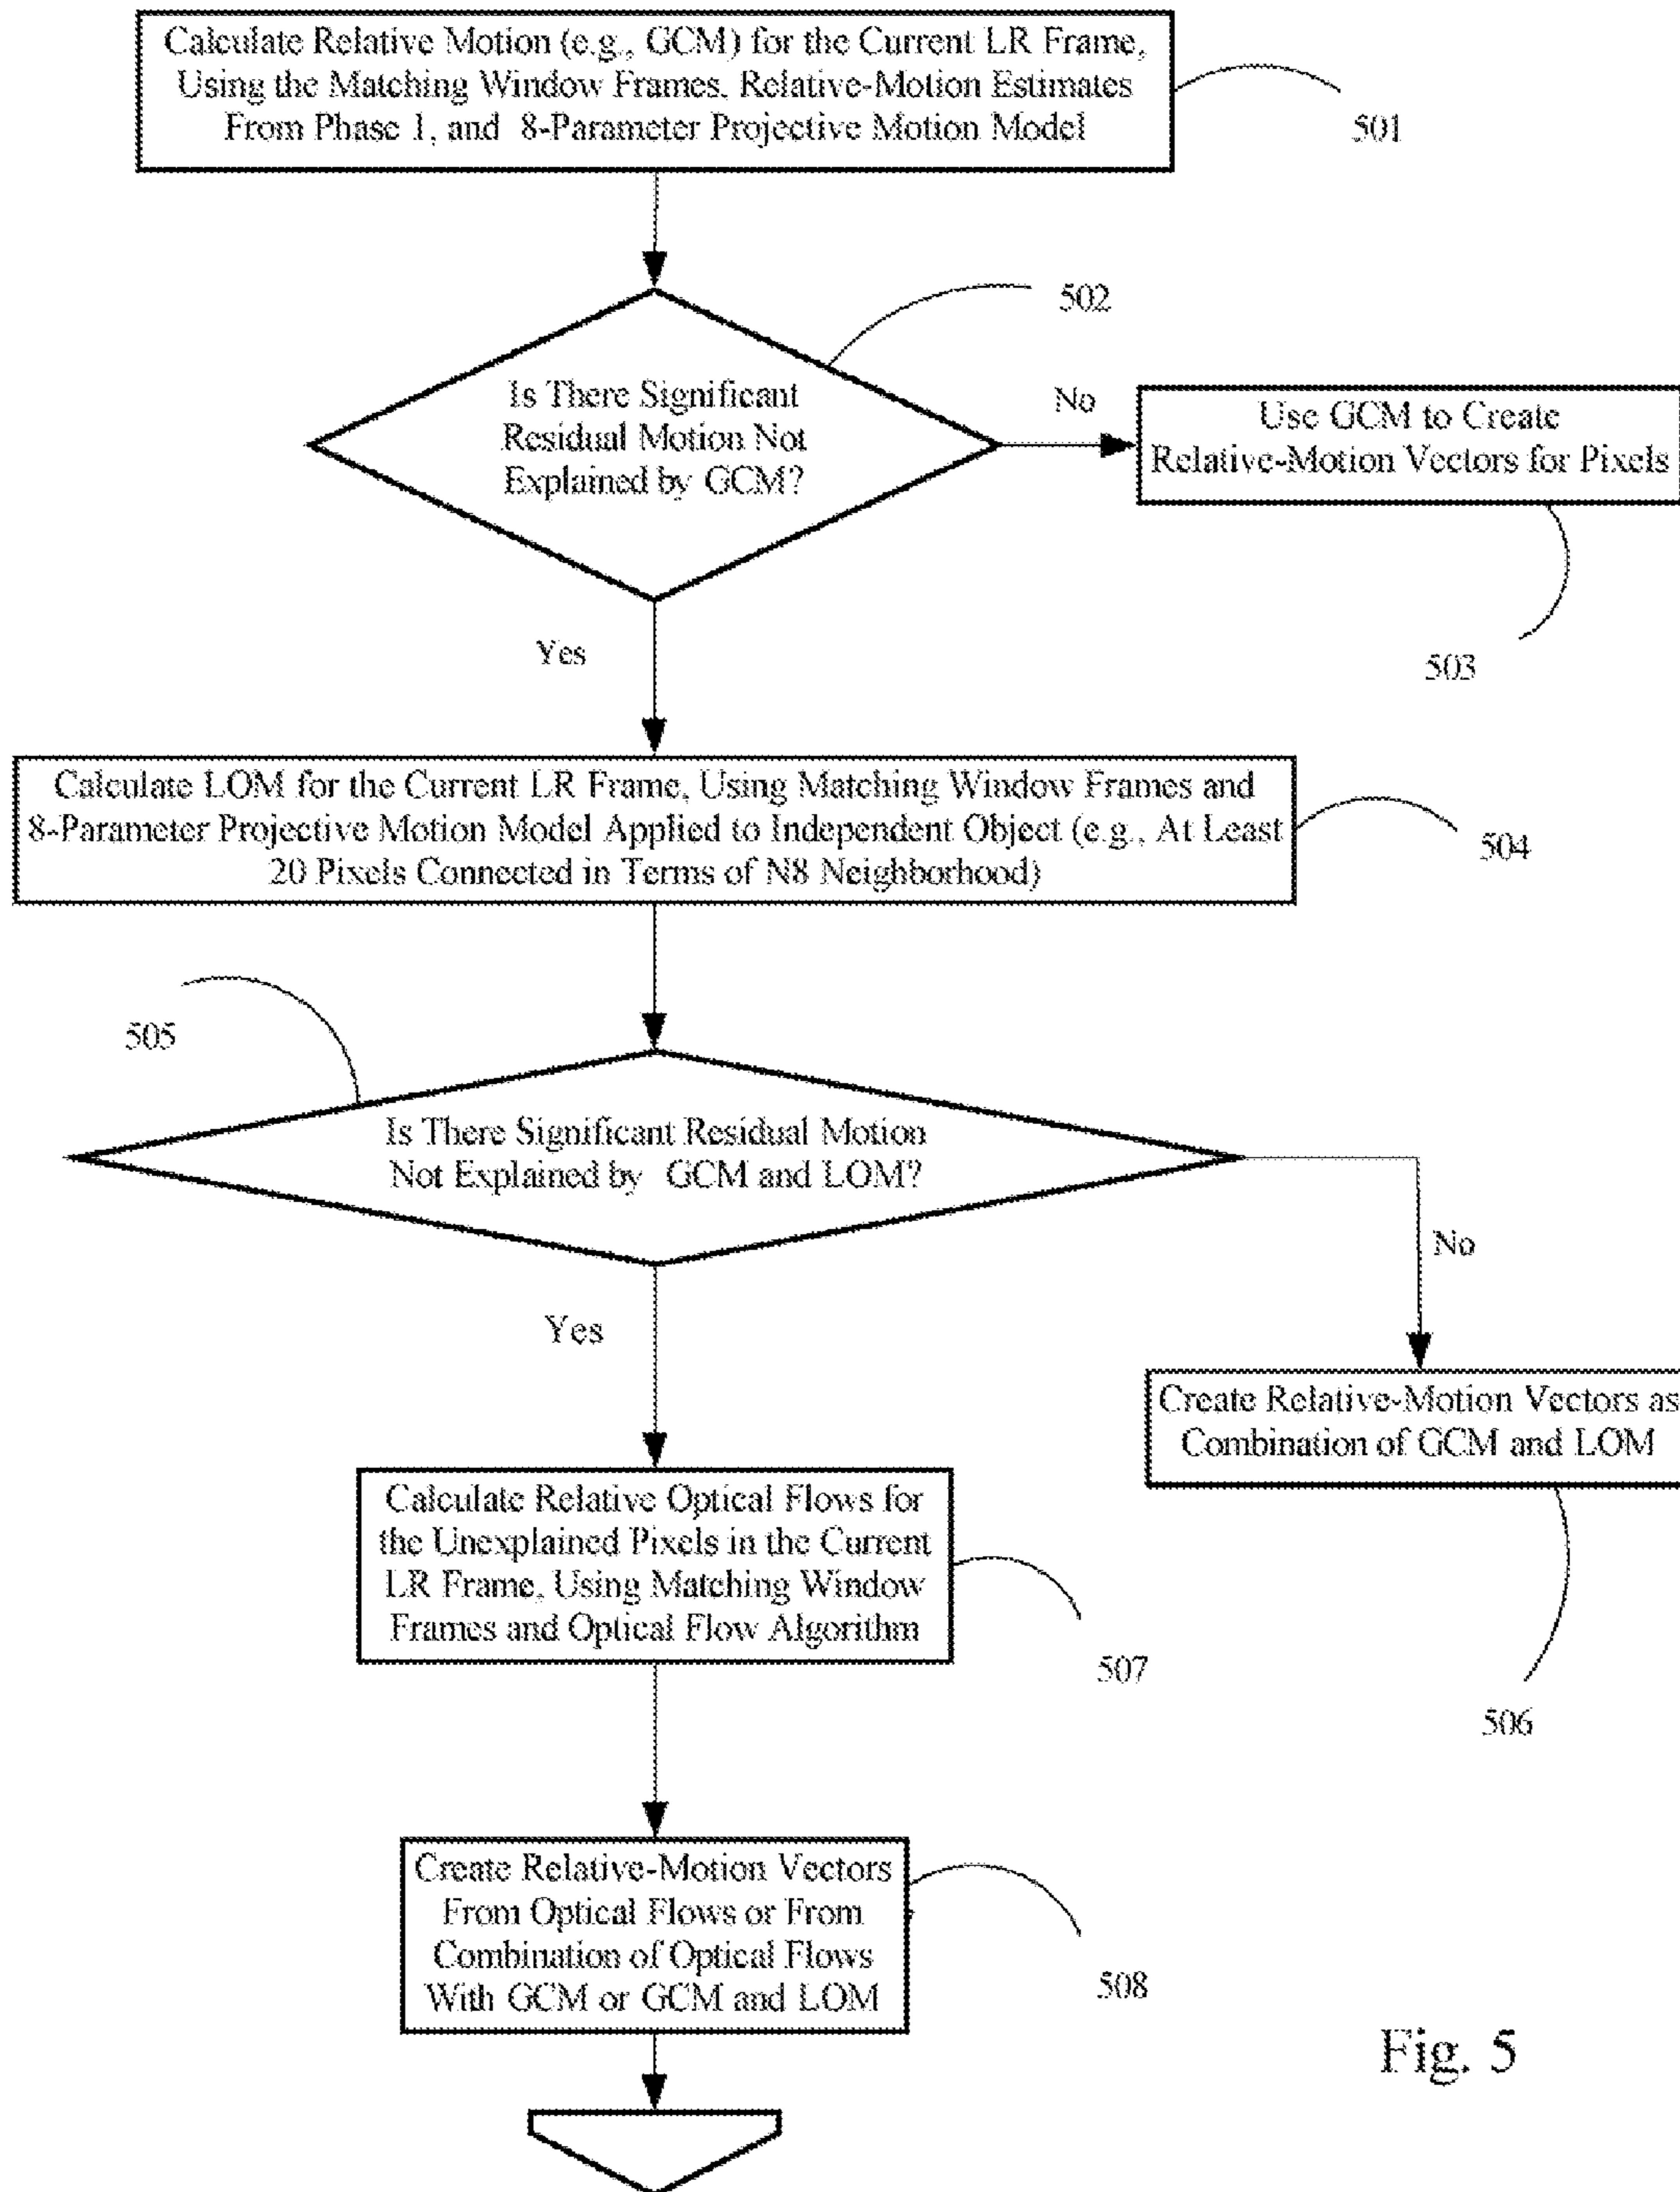 Calculate Relative Motion (e.g., GCM) for the Current LR Frame,
Using the Matching Window Frames, Relative-Motion Estimates
From Phase 1, and 8-Parameter Projective Motion Model
501
502
Is There Significant
Residual Motion Not
Explained by GCM?
No
Use GCM to Create
Relative-Motion Vectors for Pixels
503
Yes
Calculate LOM for the Current LR Frame, Using Matching Window Frames and
8-Parameter Projective Motion Model Applied to Independent Object (e.g., At Least
20 Pixels Connected in Terms of N8 Neighborhood)
504
505
Is There Significant Residual Motion
Not Explained by GCM and LOM?
No
Yes
Create Relative-Motion Vectors as
Combination of GCM and LOM
506
Calculate Relative Optical Flows for
the Unexplained Pixels in the Current
LR Frame, Using Matching Window
Frames and Optical Flow Algorithm
507
Create Relative-Motion Vectors
From Optical Flows or From
Combination of Optical Flows
With GCM or GCM and LOM
508
Fig. 5